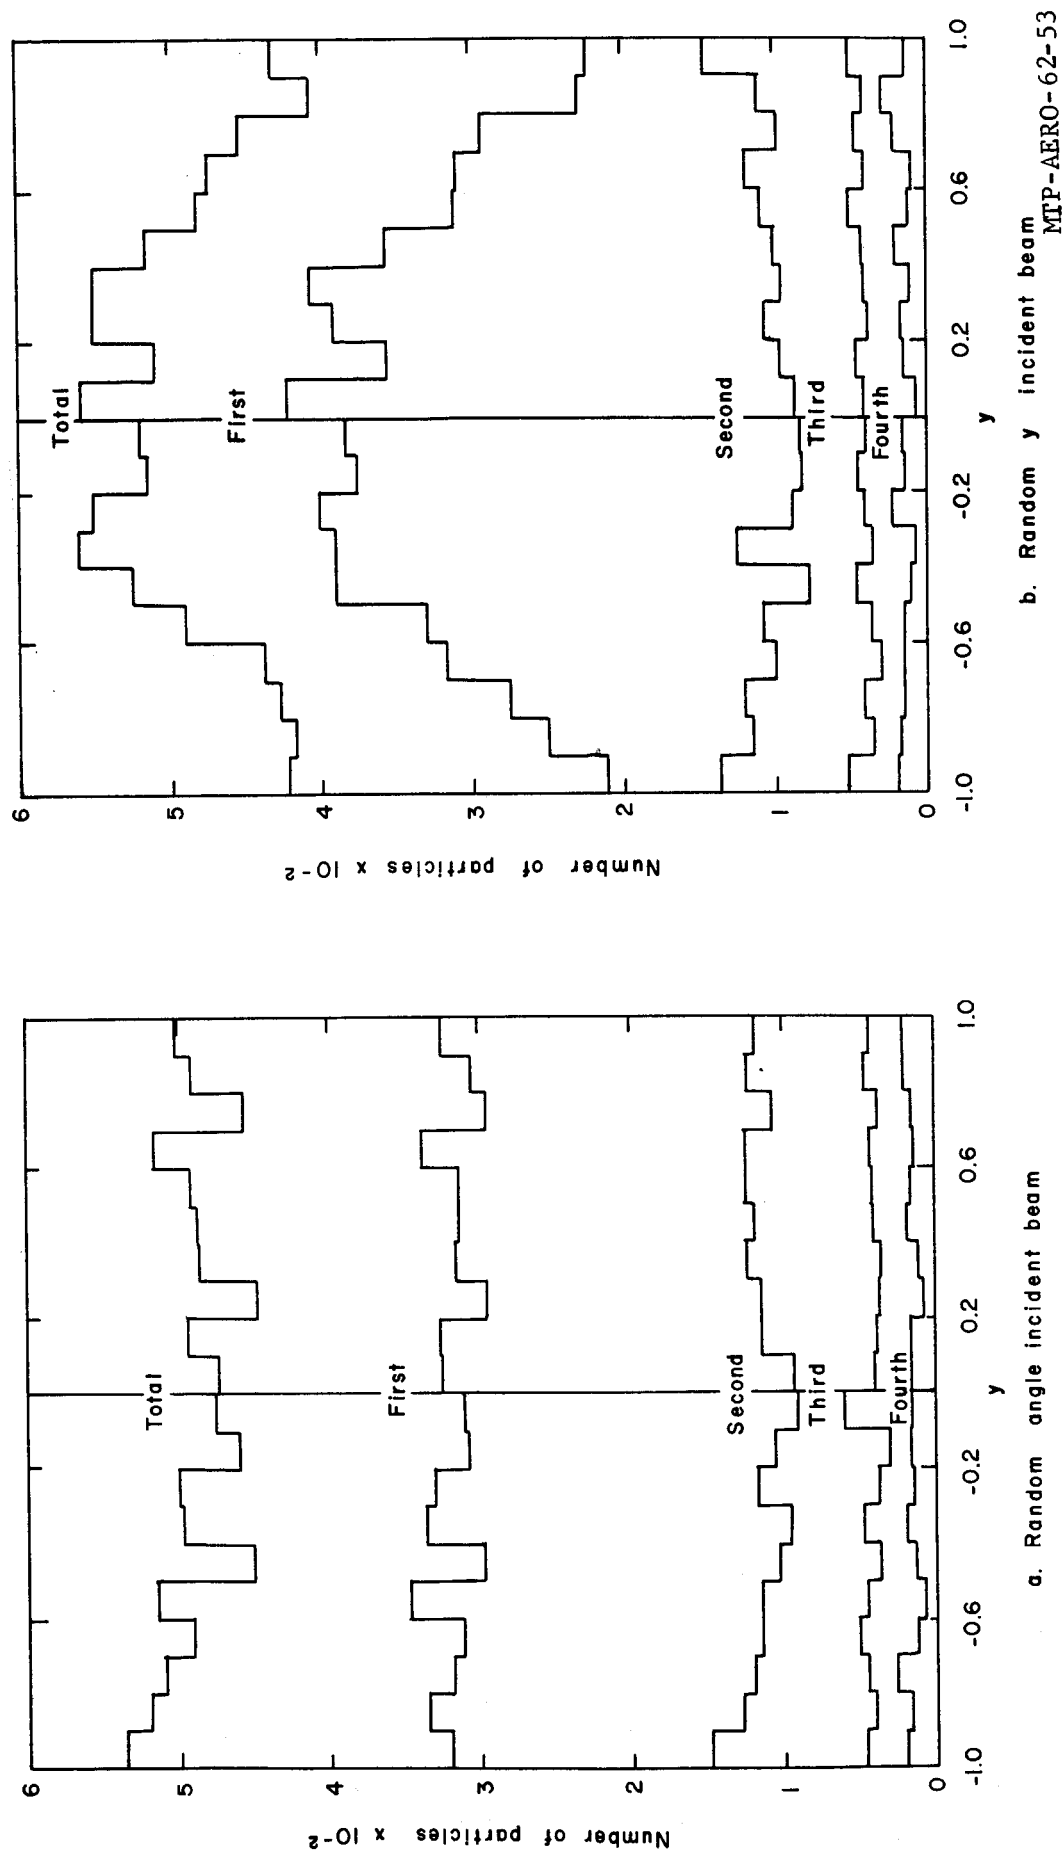 Number of particles x 10-2
6
5
4
3
2
1
0
Total
First
Second
Third
Fourth
-1.0 -0.6 -0.2 0.2 0.6 1.0
y
a. Random angle incident beam
Number of particles x 10-2
6
5
4
3
2
1
0
Total
First
Second
Third
Fourth
-1.0 -0.6 -0.2 0.2 0.6 1.0
y
b. Random y incident beam
MTP-AERO-62-53